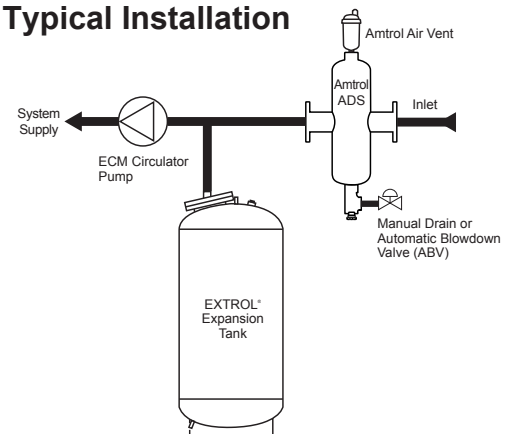 Typical Installation
Amtrol Air Vent
Amtrol
ADS
Inlet
System
Supply
ECM Circulator
Pump
Manual Drain or
Automatic Blowdown
Valve (ABV)
EXTROL®
Expansion
Tank